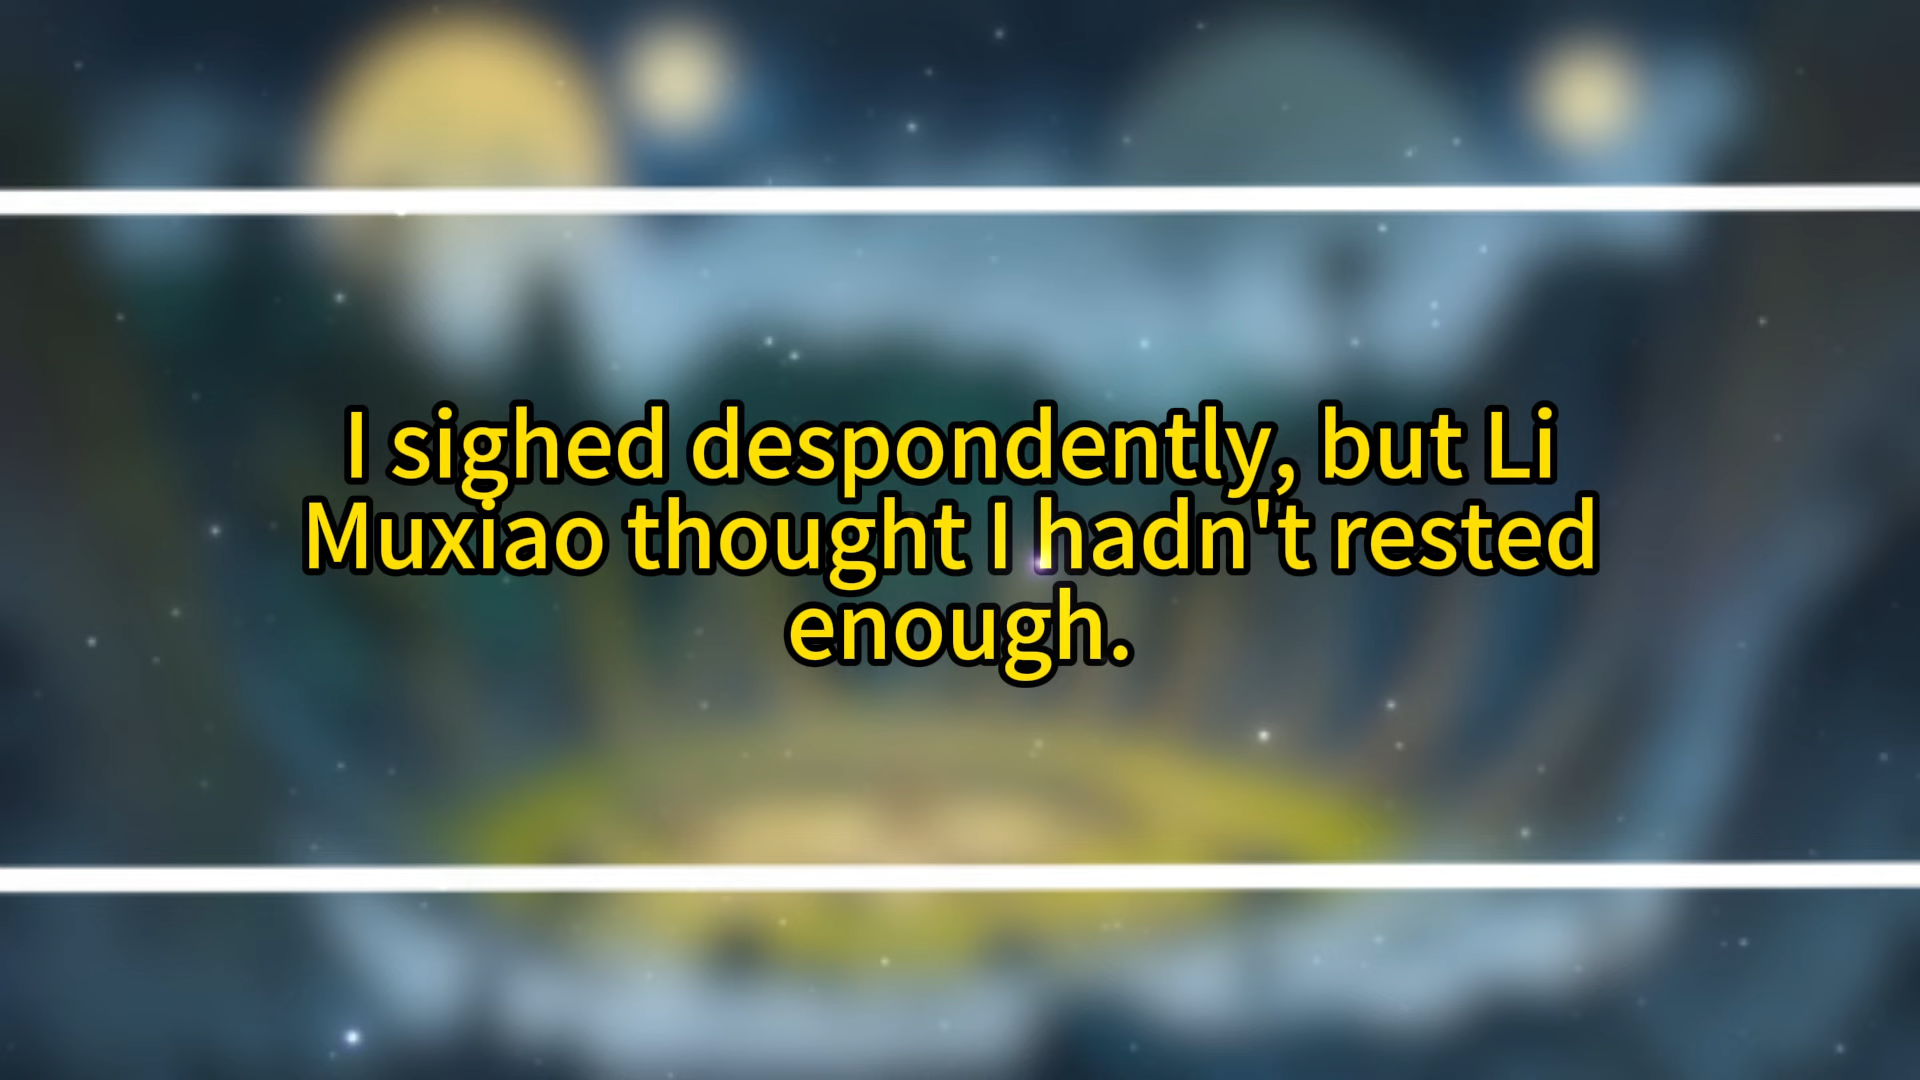 I sighed despondently, but Li
Muxiao thought I hadn't rested
enough.